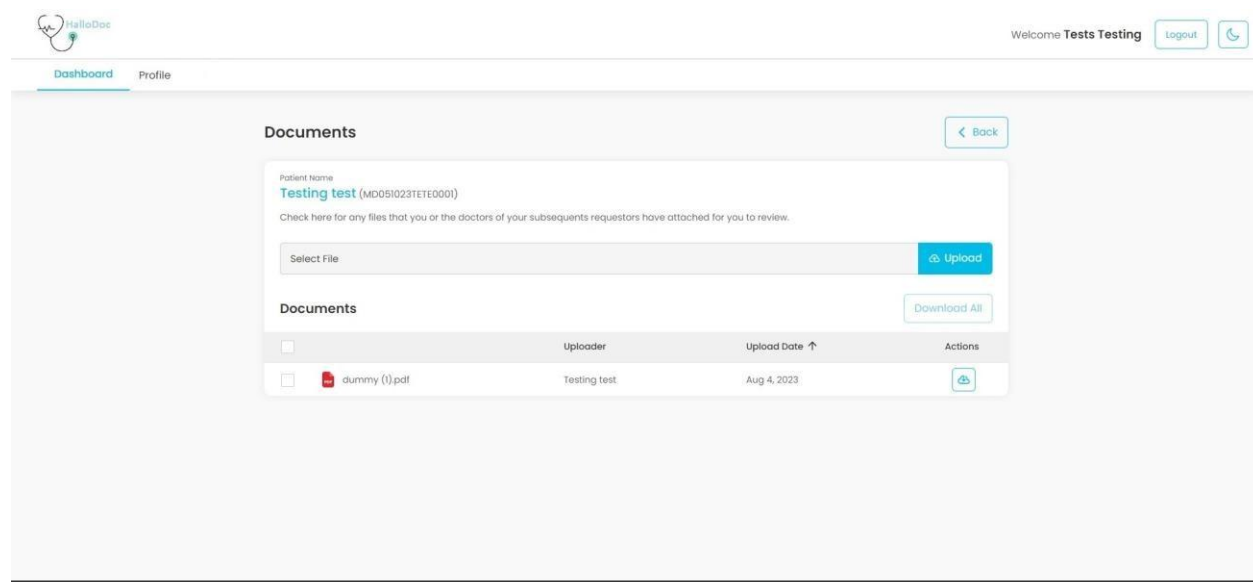 HalloDoc
Welcome Tests Testing Logout
Dashboard Profile
Documents Back
Patient Name
Testing test (MD051023TETE0001)
Check here for any files that you or the doctors of your subsequents requestors have attached for you to review.
Select File Upload
Documents Download All
Uploader Upload Date Actions
PDF dummy (1).pdf Testing test Aug 4, 2023